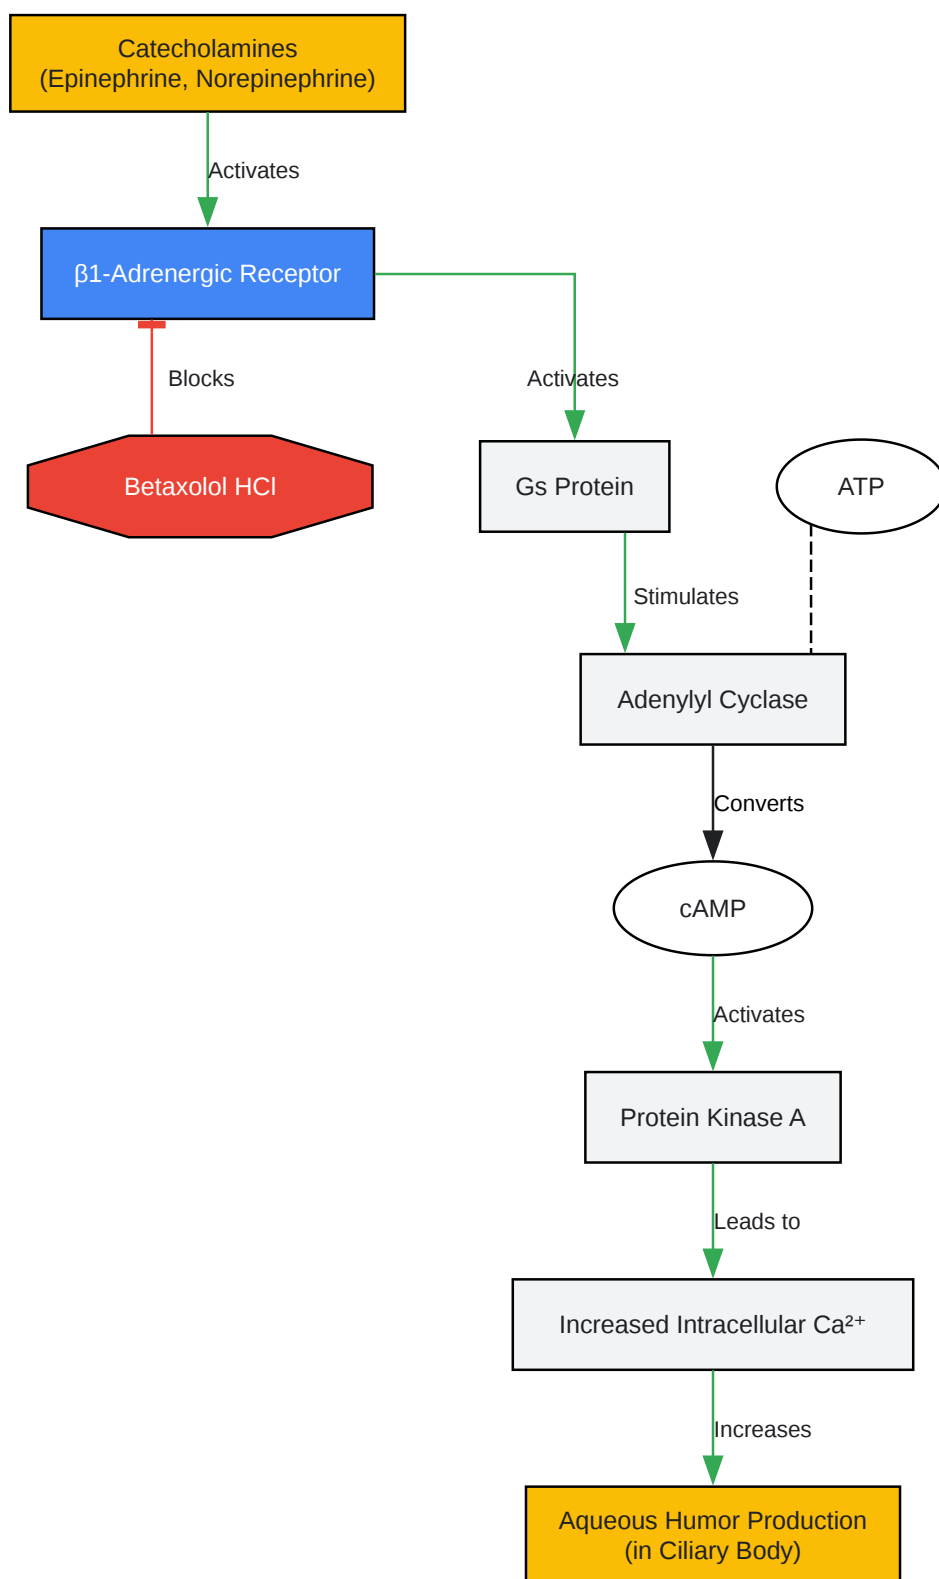 Catecholamines
(Epinephrine, Norepinephrine)
Activates
β1-Adrenergic Receptor
Blocks
Activates
Betaxolol HCl
Gs Protein
ATP
Stimulates
Adenylyl Cyclase
Converts
cAMP
Activates
Protein Kinase A
Leads to
Increased Intracellular Ca²⁺
Increases
Aqueous Humor Production
(in Ciliary Body)